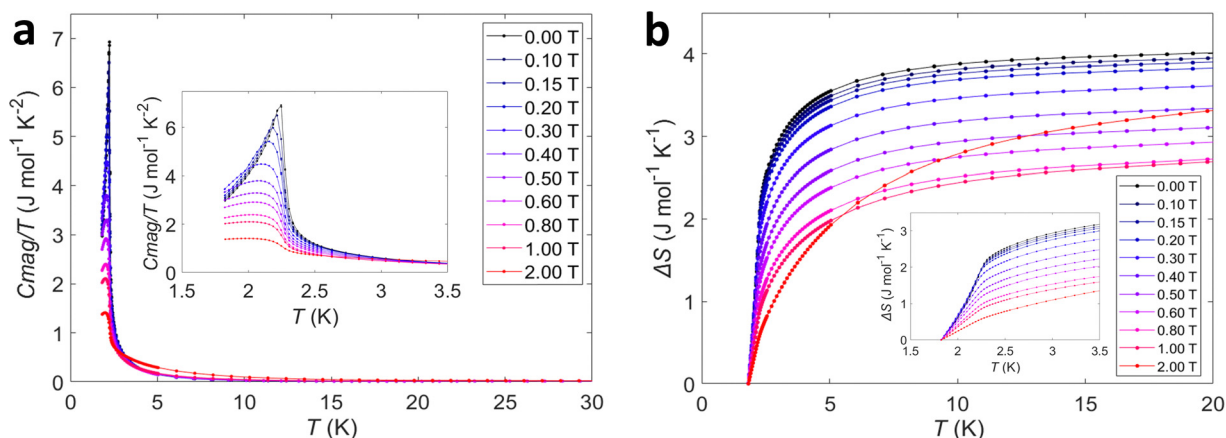 a
7
6
5
4
3
2
1
0
Cmag/T (J mol⁻¹ K⁻²)
0 5 10 15 20 25 30
T (K)
0.00 T
0.10 T
0.15 T
0.20 T
0.30 T
0.40 T
0.50 T
0.60 T
0.80 T
1.00 T
2.00 T
6
4
2
0
Cmag/T (J mol⁻¹ K⁻²)
1.5 2 2.5 3 3.5
T (K)
b
4
3
2
1
0
ΔS (J mol⁻¹ K⁻¹)
0 5 10 15 20
T (K)
0.00 T
0.10 T
0.15 T
0.20 T
0.30 T
0.40 T
0.50 T
0.60 T
0.80 T
1.00 T
2.00 T
3
2
1
0
ΔS (J mol⁻¹ K⁻¹)
1.5 2 2.5 3 3.5
T (K)